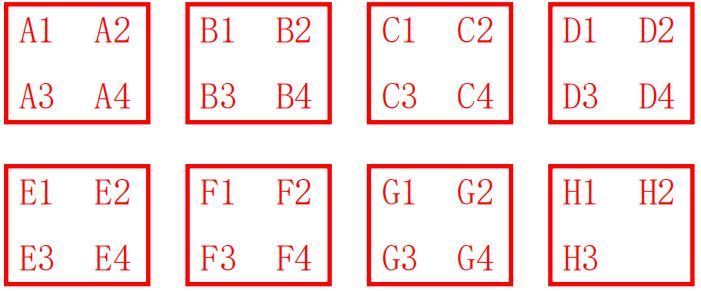 A1 A2 B1 B2 C1 C2 D1 D2
A3 A4 B3 B4 C3 C4 D3 D4
E1 E2 F1 F2 G1 G2 H1 H2
E3 E4 F3 F4 G3 G4 H3